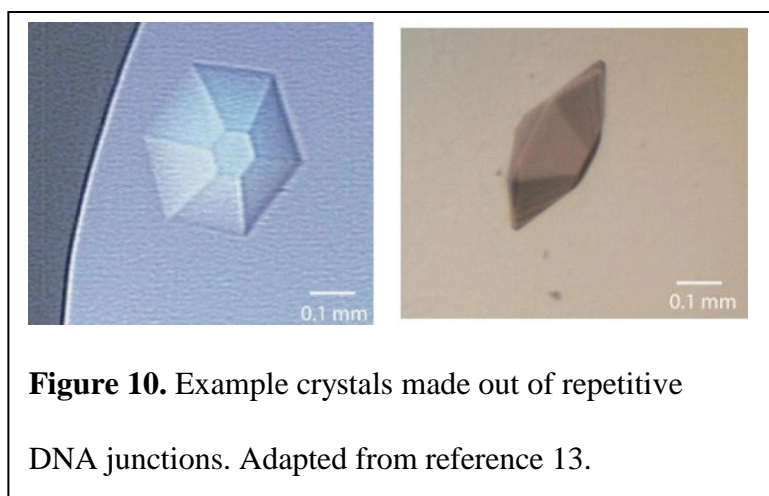 0.1 mm
0.1 mm
Figure 10. Example crystals made out of repetitive
DNA junctions. Adapted from reference 13.